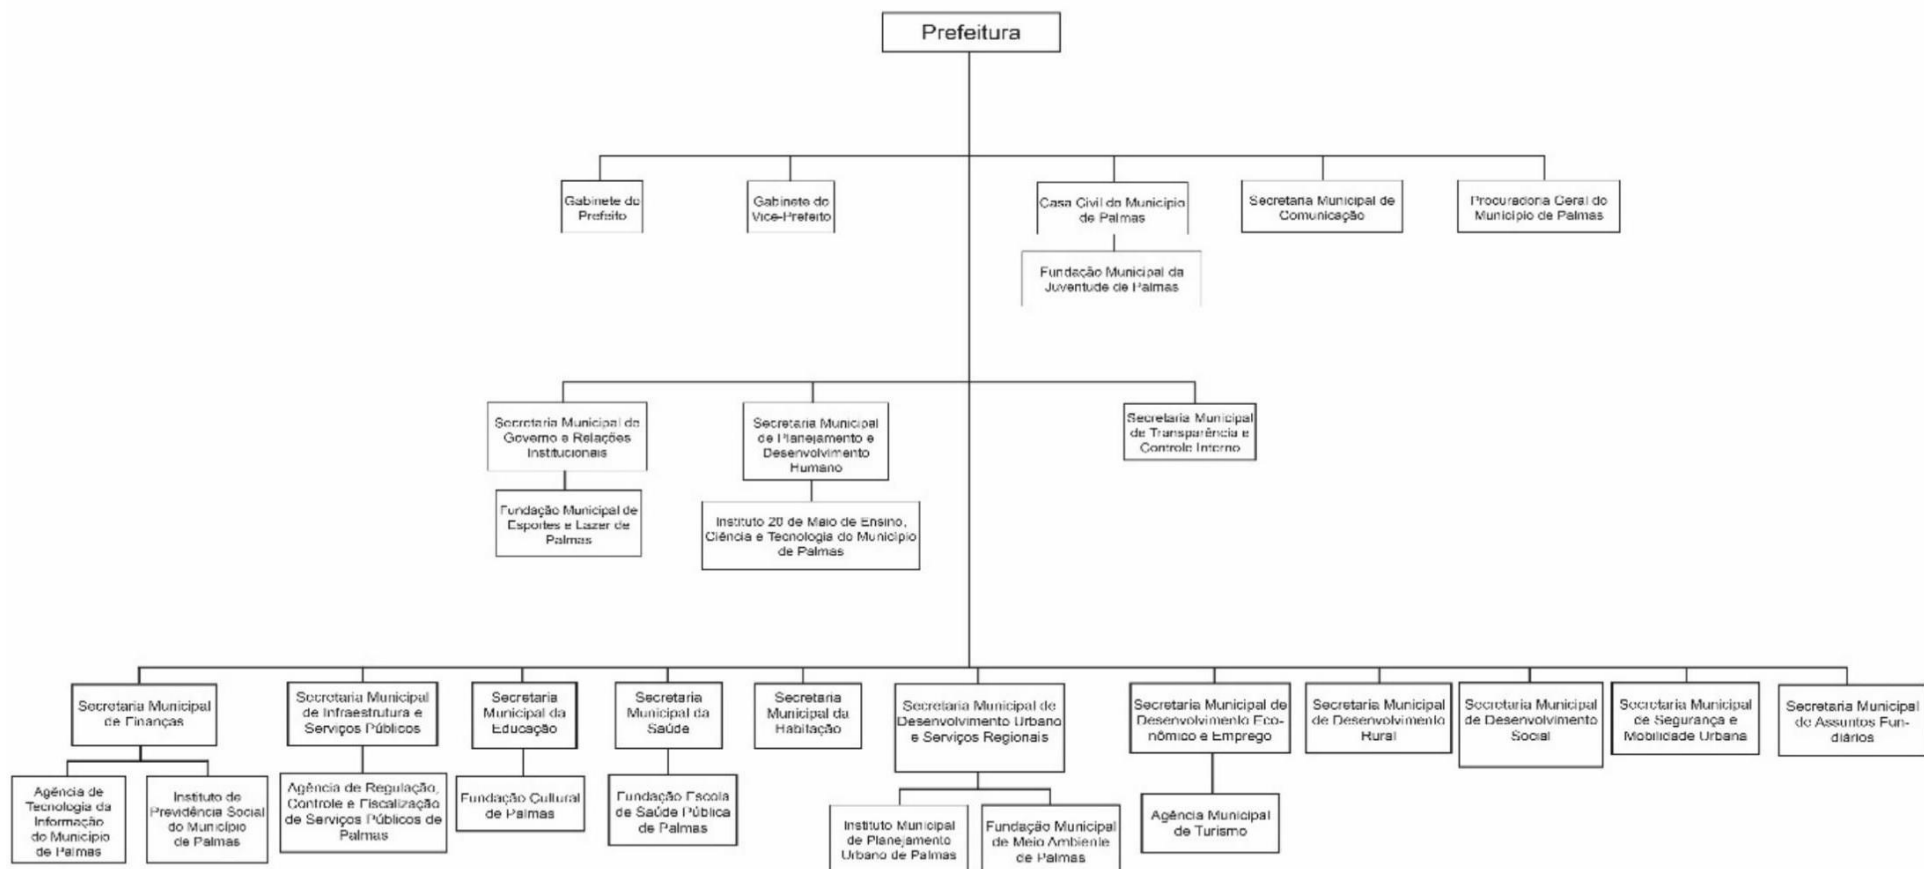 Prefeitura
Gabinete do
Prefeito
Gabinete do
Vice-Prefeito
Casa Civil do Município
de Palmas
Secretaria Municipal de
Comunicação
Procuradoria Geral do
Município de Palmas
Fundação Municipal da
Juventude de Palmas
Secretaria Municipal de
Governo e Relações
Institucionais
Secretaria Municipal
de Planejamento e
Desenvolvimento
Humano
Secretaria Municipal
de Transparência e
Controle Interno
Fundação Municipal de
Esportes e Lazer de
Palmas
Instituto 20 de Maio de Ensino,
Ciência e Tecnologia do Município
de Palmas
Secretaria Municipal
de Finanças
Secretaria Municipal
de Infraestrutura e
Serviços Públicos
Secretaria
Municipal da
Educação
Secretaria
Municipal da
Saúde
Secretaria
Municipal da
Habitação
Secretaria Municipal de
Desenvolvimento Urbano
e Serviços Regionais
Secretaria Municipal de
Desenvolvimento Eco-
nômico e Emprego
Secretaria Municipal
de Desenvolvimento
Rural
Secretaria Municipal
de Desenvolvimento
Social
Secretaria Municipal
de Segurança e
Mobilidade Urbana
Secretaria Municipal
de Assuntos Fun-
diários
Agência de
Tecnologia da
Informação
do Município
de Palmas
Instituto de
Previdência Social
do Município
de Palmas
Agência de Regulação,
Controle e Fiscalização
de Serviços Públicos de
Palmas
Fundação Cultural
de Palmas
Fundação Escola
de Saúde Pública
de Palmas
Instituto Municipal
de Planejamento
Urbano de Palmas
Fundação Municipal
de Meio Ambiente
de Palmas
Agência Municipal
de Turismo